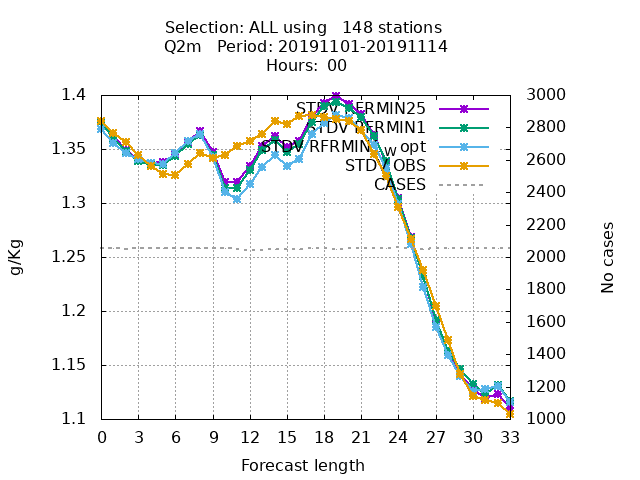 Selection: ALL using   148 stations
Q2m   Period: 20191101-20191114
Hours:  00
1.4
1.35
1.3
1.25
1.2
1.15
1.1
g/Kg
STDV RFRMIN25
STDV RFRMIN1
STDV RFRMIN1_w opt
STDV OBS
CASES
3000
2800
2600
2400
2200
2000
1800
1600
1400
1200
1000
No cases
0 3 6 9 12 15 18 21 24 27 30 33
Forecast length